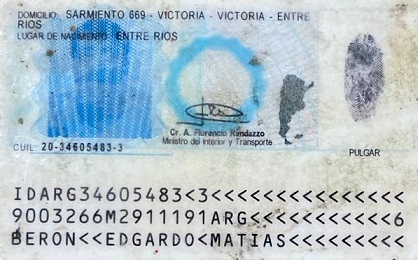 DOMICILIO: SARMIENTO 669 - VICTORIA - VICTORIA - ENTRE
RIOS
LUGAR DE NACIMIENTO: ENTRE RIOS
Cr. A. Florencio Randazzo
Ministro del Interior y Transporte
CUIL: 20-34605483-3
PULGAR
IDARG34605483<3<<<<<<<<<<<<<<<
9003266M2911191ARG<<<<<<<<<<<6
BERON<<EDGARDO<MATIAS<<<<<<<<<